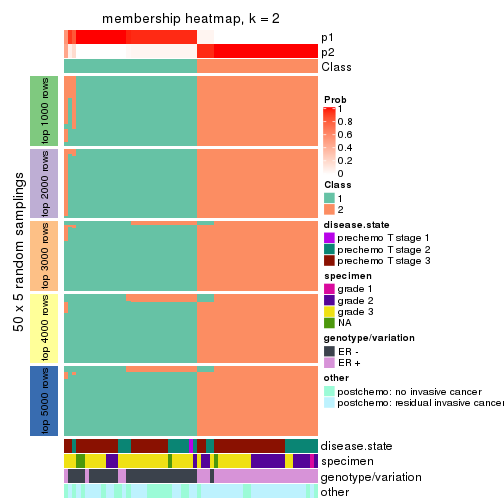 membership heatmap, k = 2
p1
p2
Class
50 x 5 random samplings
top 1000 rows
top 2000 rows
top 3000 rows
top 4000 rows
top 5000 rows
Prob
1
0.8
0.6
0.4
0.2
0
Class
1
2
disease.state
prechemo T stage 1
prechemo T stage 2
prechemo T stage 3
specimen
grade 1
grade 2
grade 3
NA
genotype/variation
ER -
ER +
other
postchemo: no invasive cancer
postchemo: residual invasive cancer
disease.state
specimen
genotype/variation
other